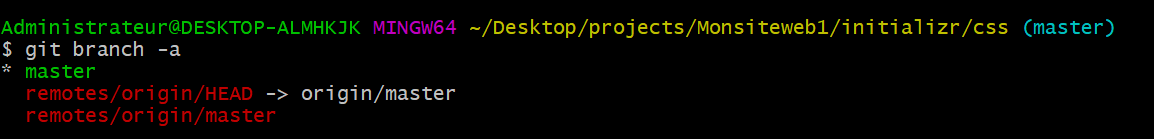 Administrateur@DESKTOP-ALMHKJK MINGW64 ~/Desktop/projects/Monsiteweb1/initializr/css (master)
$ git branch -a
* master
  remotes/origin/HEAD -> origin/master
  remotes/origin/master